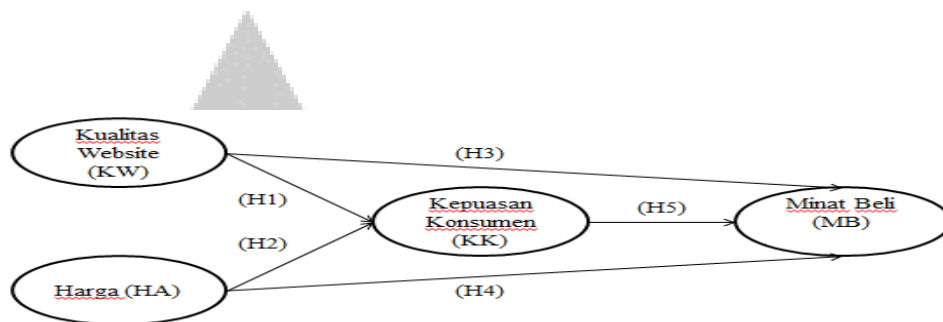 Kualitas
Website
(KW)
(H3)
(H1)
Kepuasan
Konsumen
(KK)
(H5)
Minat Beli
(MB)
(H2)
Harga (HA)
(H4)